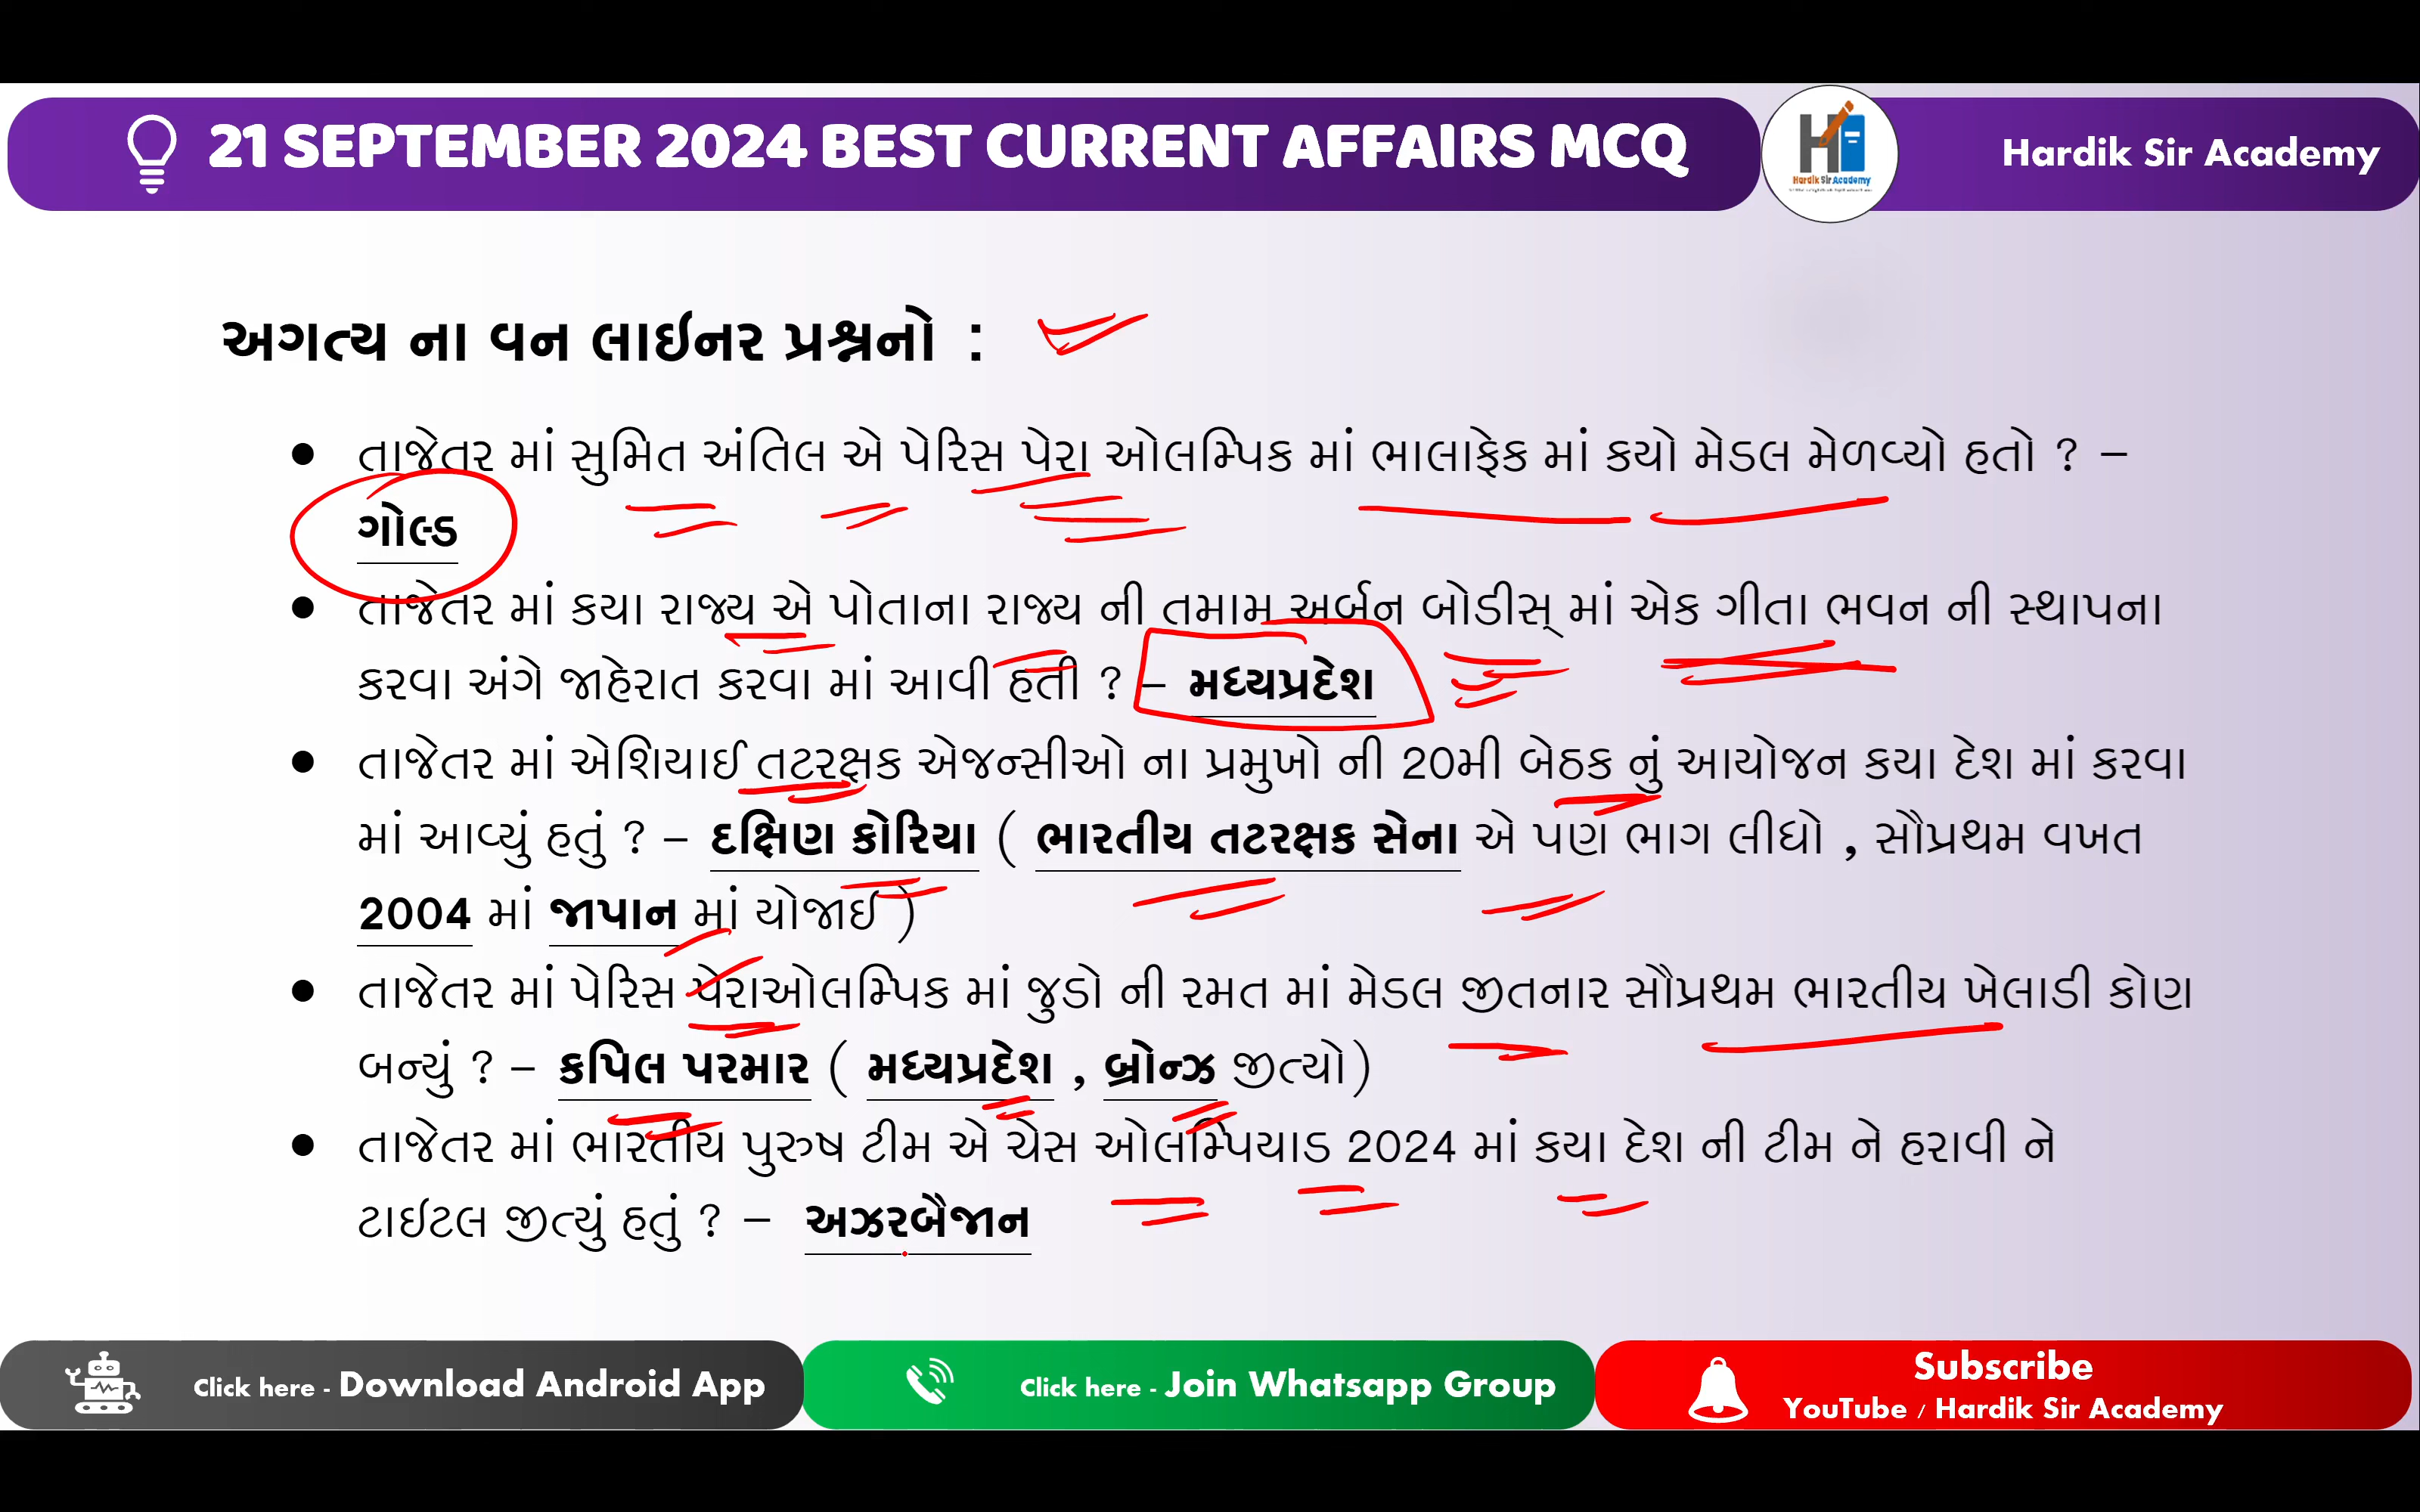 21 SEPTEMBER 2024 BEST CURRENT AFFAIRS MCQ
Hardik Sir Academy
Hardik Sir Academy
અગત્ય ના વન લાઈનર પ્રશ્નનો :
• તાજેતર માં સુમિત અંતિલ એ પેરિસ પેરા ઓલમ્પિક માં ભાલાફેક માં કયો મેડલ મેળવ્યો હતો ? –
ગોલ્ડ
• તાજેતર માં કયા રાજ્ય એ પોતાના રાજ્ય ની તમામ અર્બન બોડીસ્ માં એક ગીતા ભવન ની સ્થાપના
કરવા અંગે જાહેરાત કરવા માં આવી હતી ? – મધ્યપ્રદેશ
• તાજેતર માં એશિયાઈ તટરક્ષક એજન્સીઓ ના પ્રમુખો ની 20મી બેઠક નું આયોજન કયા દેશ માં કરવા
માં આવ્યું હતું ? – દક્ષિણ કોરિયા ( ભારતીય તટરક્ષક સેના એ પણ ભાગ લીધો , સૌપ્રથમ વખત
2004 માં જાપાન માં યોજાઈ )
• તાજેતર માં પેરિસ પેરાઓલમ્પિક માં જુડો ની રમત માં મેડલ જીતનાર સૌપ્રથમ ભારતીય ખેલાડી કોણ
બન્યું ? – કપિલ પરમાર ( મધ્યપ્રદેશ , બ્રોન્ઝ જીત્યો)
• તાજેતર માં ભારતીય પુરુષ ટીમ એ ચેસ ઓલમ્પિયાડ 2024 માં કયા દેશ ની ટીમ ને હરાવી ને
ટાઈટલ જીત્યું હતું ? – અઝરબૈજાન
Click here - Download Android App
Click here - Join Whatsapp Group
Subscribe
YouTube / Hardik Sir Academy